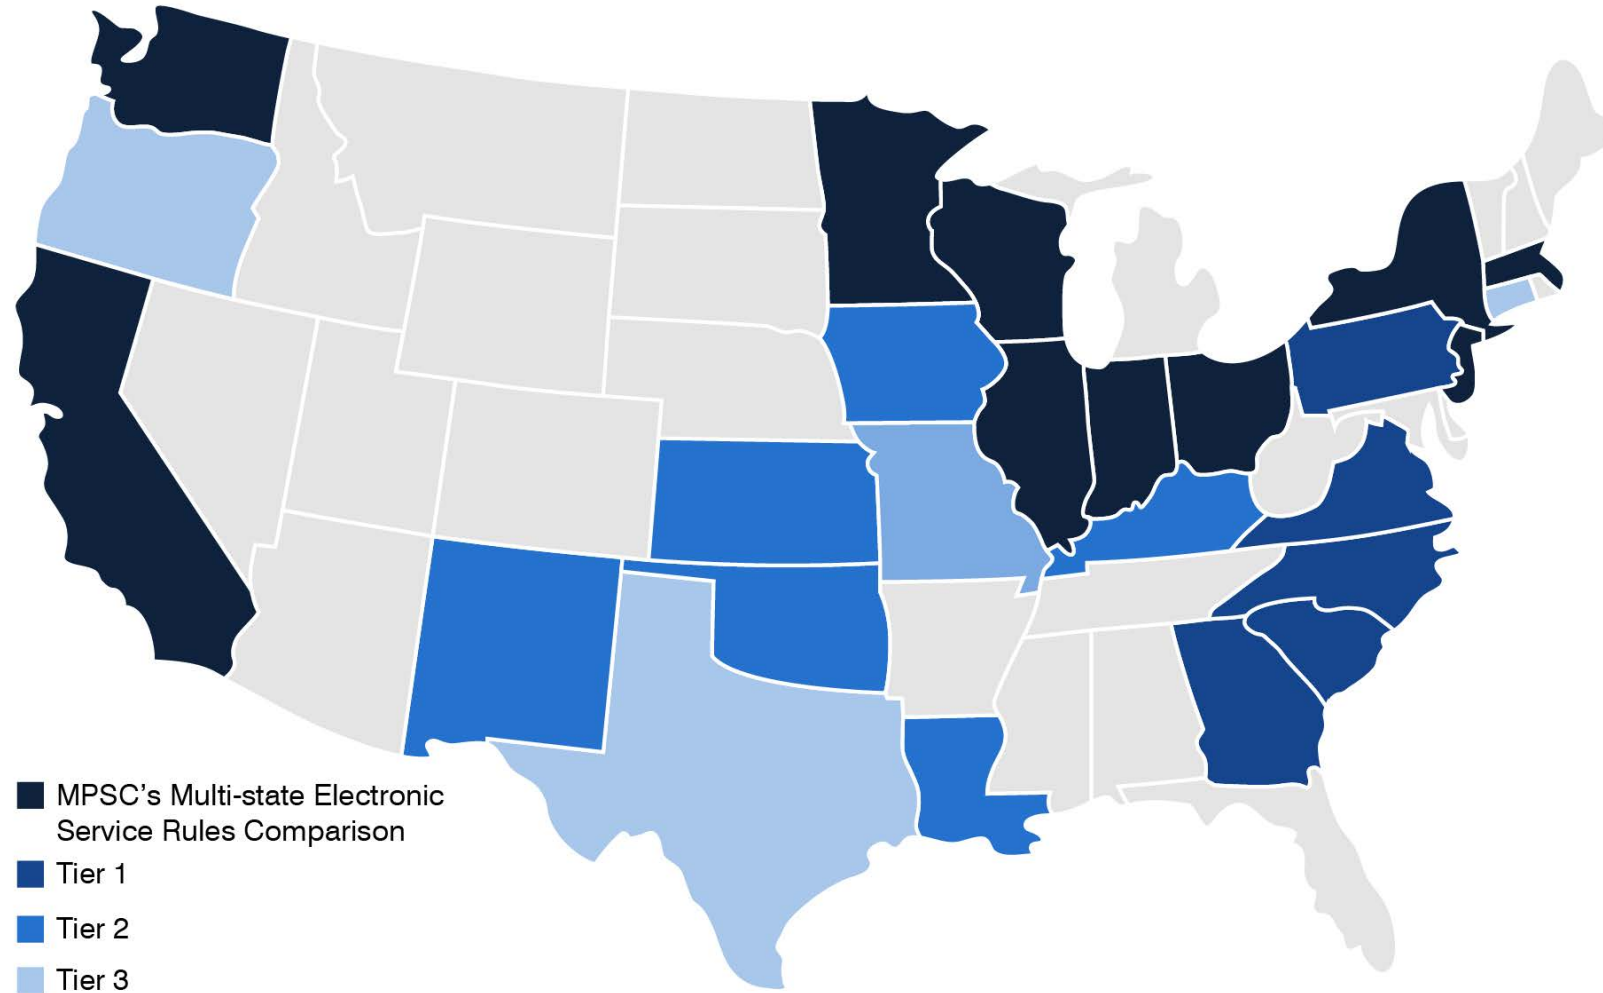 MPSC’s Multi-state Electronic
Service Rules Comparison
Tier 1
Tier 2
Tier 3